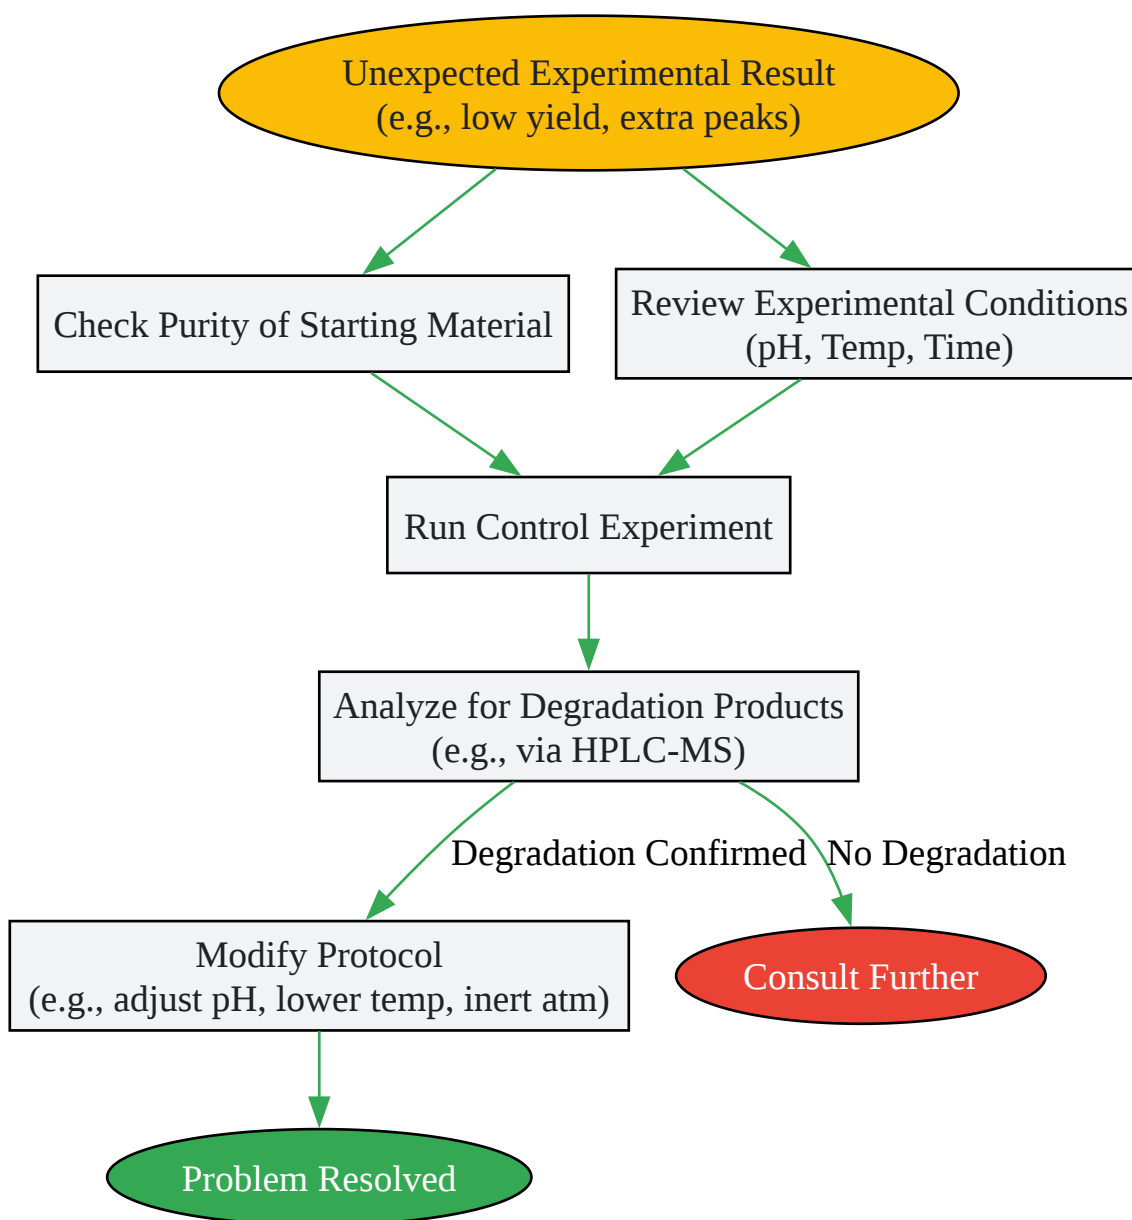 Unexpected Experimental Result
(e.g., low yield, extra peaks)
Check Purity of Starting Material
Review Experimental Conditions
(pH, Temp, Time)
Run Control Experiment
Analyze for Degradation Products
(e.g., via HPLC-MS)
Degradation Confirmed
No Degradation
Modify Protocol
(e.g., adjust pH, lower temp, inert atm)
Consult Further
Problem Resolved